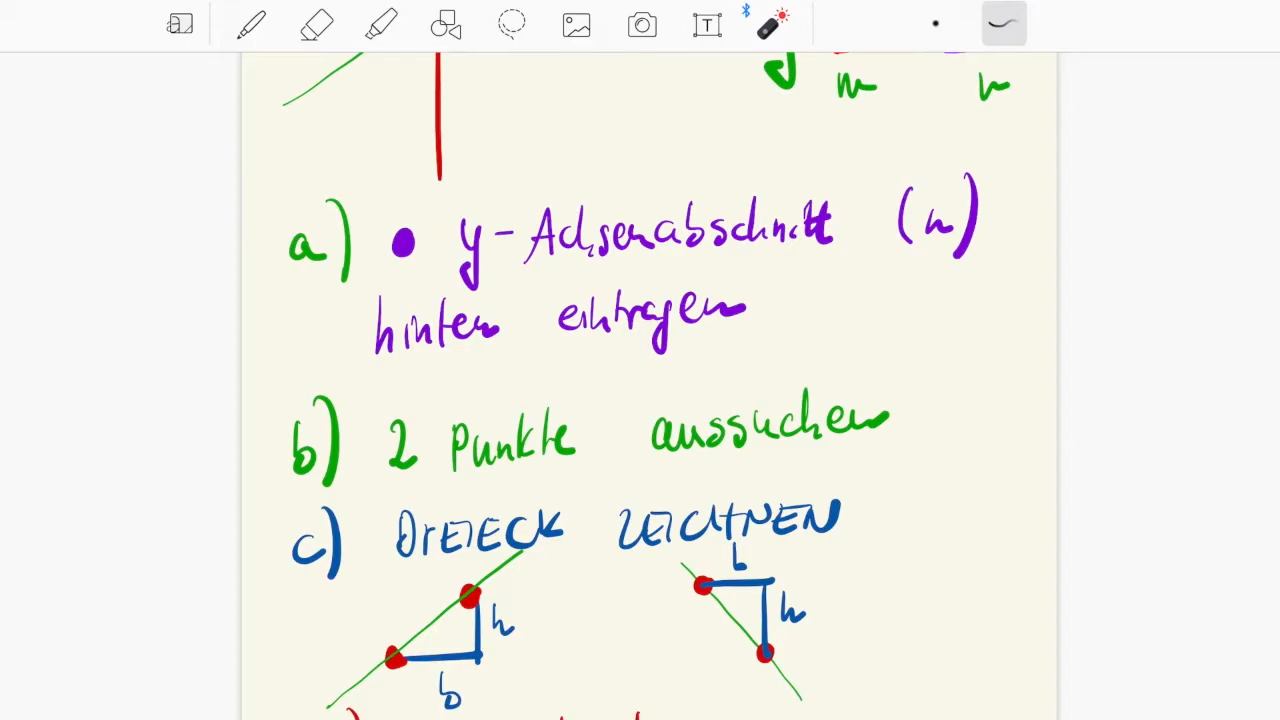 y
m n
a) • y-Achsenabschnitt (n)
hinten eintragen
b) 2 Punkte aussuchen
c) DREIECK ZEICHNEN
b
h h
b